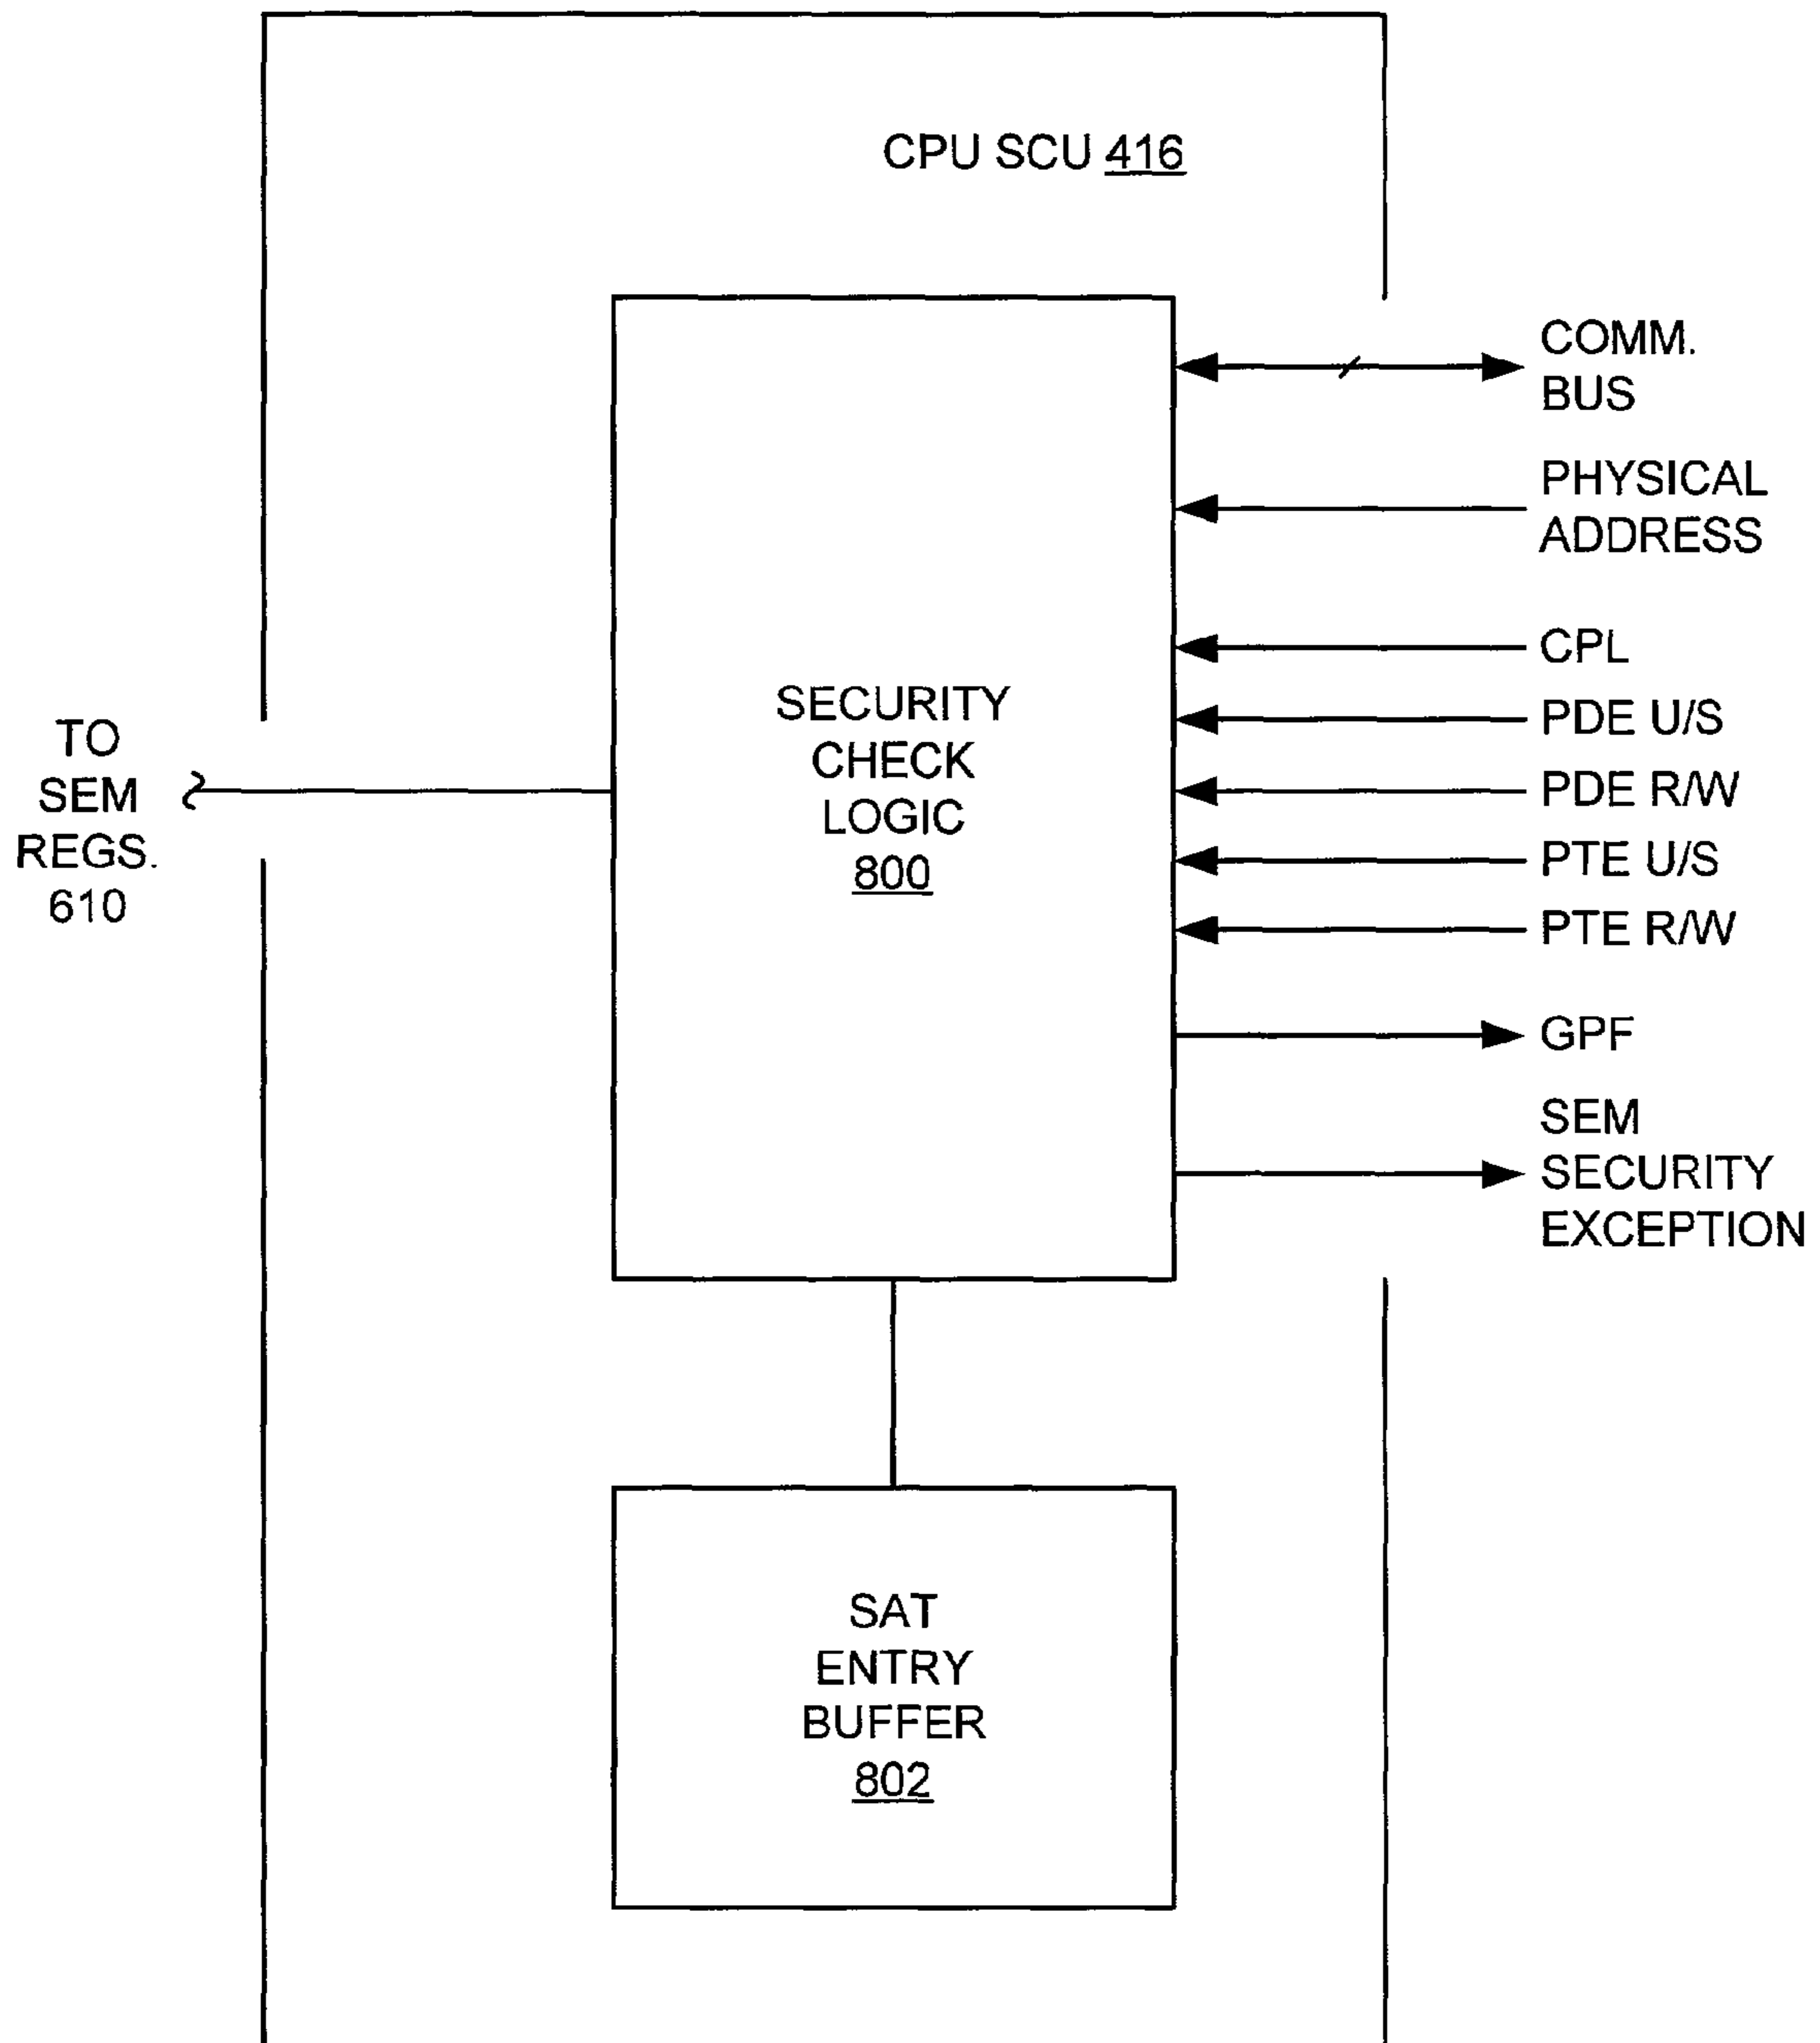 CPU SCU 416
COMM.
BUS
PHYSICAL
ADDRESS
CPL
PDE U/S
PDE R/W
PTE U/S
PTE R/W
GPF
SEM
SECURITY
EXCEPTION
SECURITY
CHECK
LOGIC
800
TO
SEM
REGS.
610
SAT
ENTRY
BUFFER
802